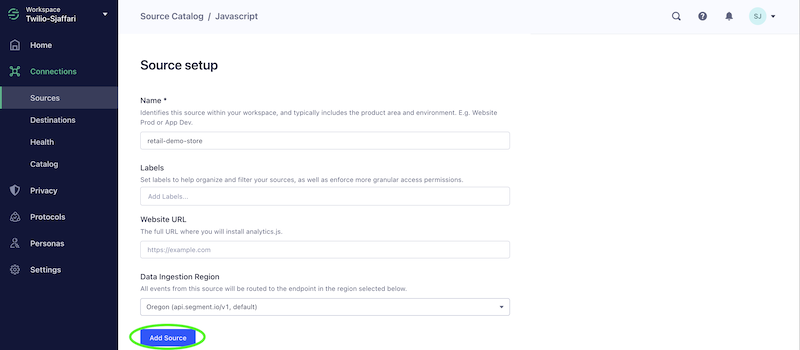 Workspace
Twilio-Sjaffari
Home
Connections
Sources
Destinations
Health
Catalog
Privacy
Protocols
Personas
Settings
Source Catalog / Javascript
SJ
Source setup
Name *
Identifies this source within your workspace, and typically includes the product area and environment. E.g. Website
Prod or App Dev.
retail-demo-store
Labels
Set labels to help organize and filter your sources, as well as enforce more granular access permissions.
Add Labels...
Website URL
The full URL where you will install analytics.js.
https://example.com
Data Ingestion Region
All events from this source will be routed to the endpoint in the region selected below.
Oregon (api.segment.io/v1, default)
Add Source